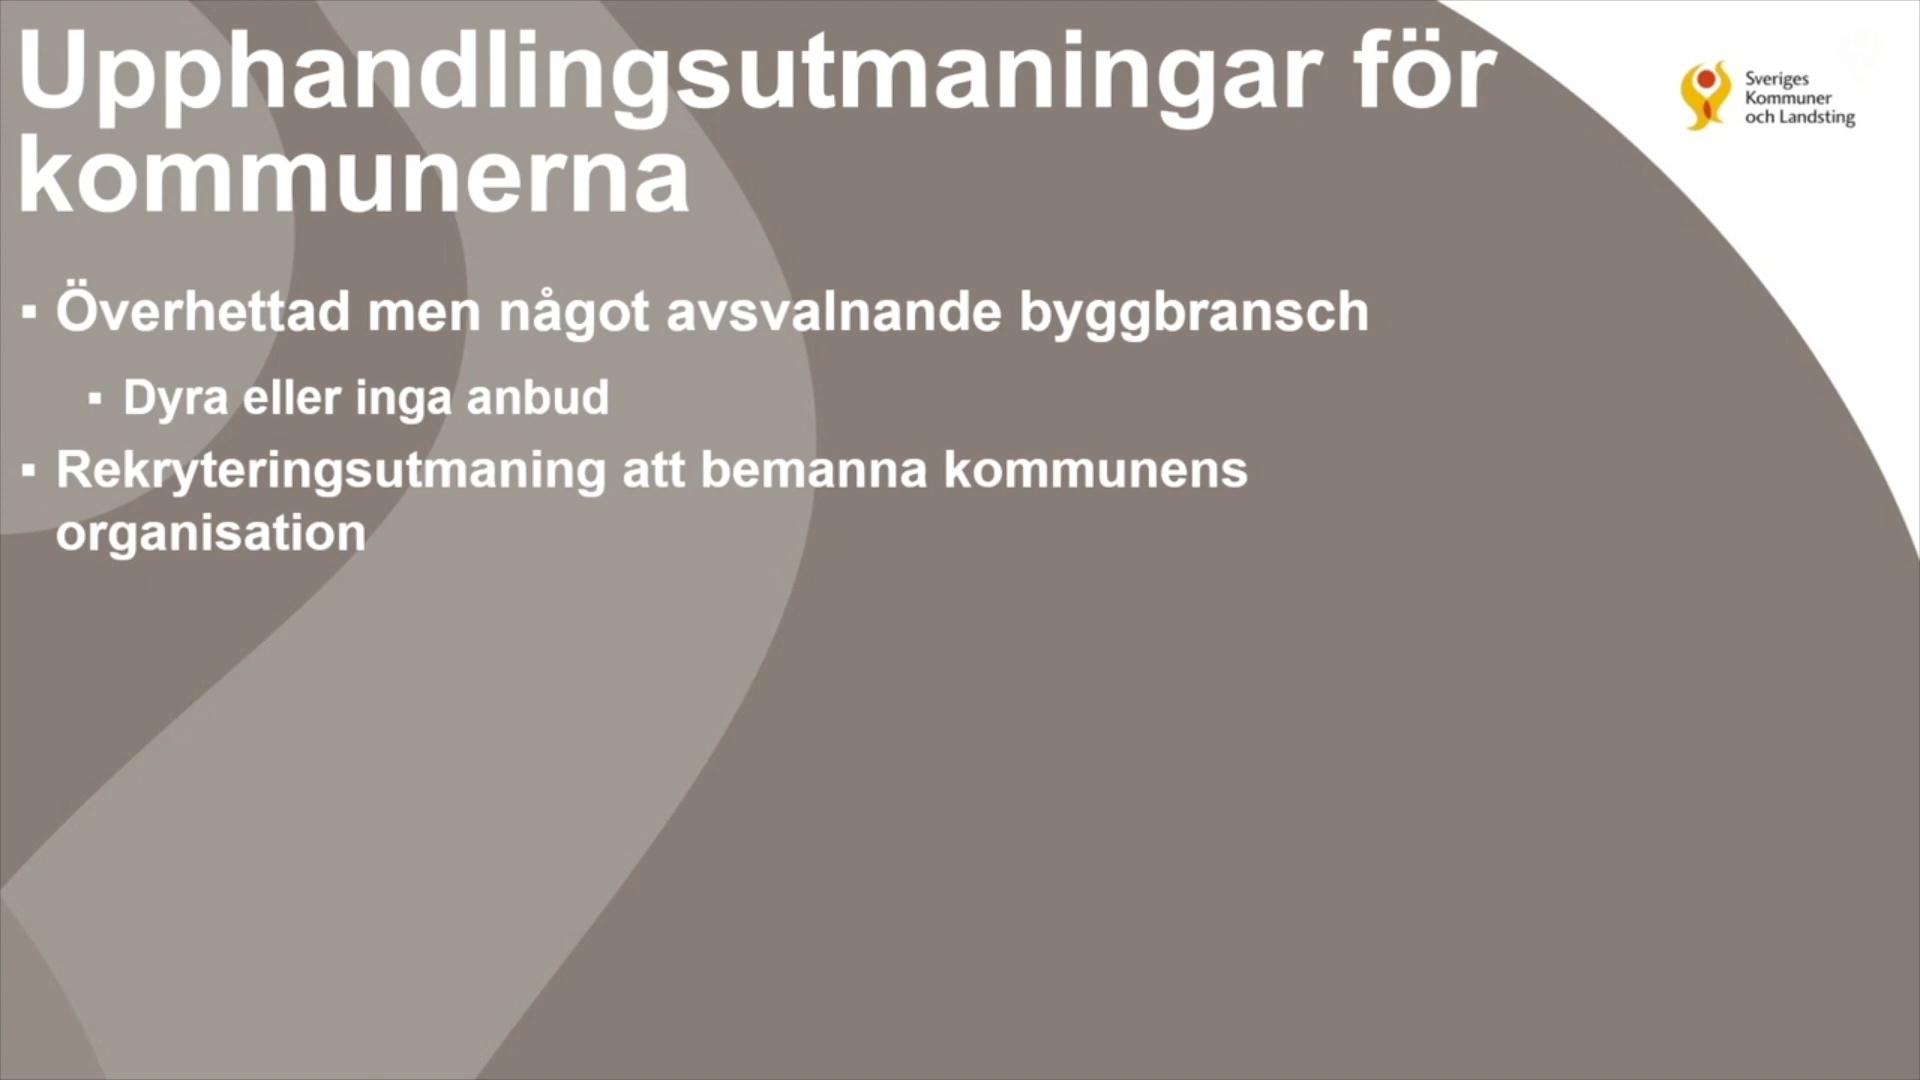 Upphandlingsutmaningar för
kommunerna
Sveriges
Kommuner
och Landsting
▪ Överhettad men något avsvalnande byggbransch
▪ Dyra eller inga anbud
▪ Rekryteringsutmaning att bemanna kommunens
organisation